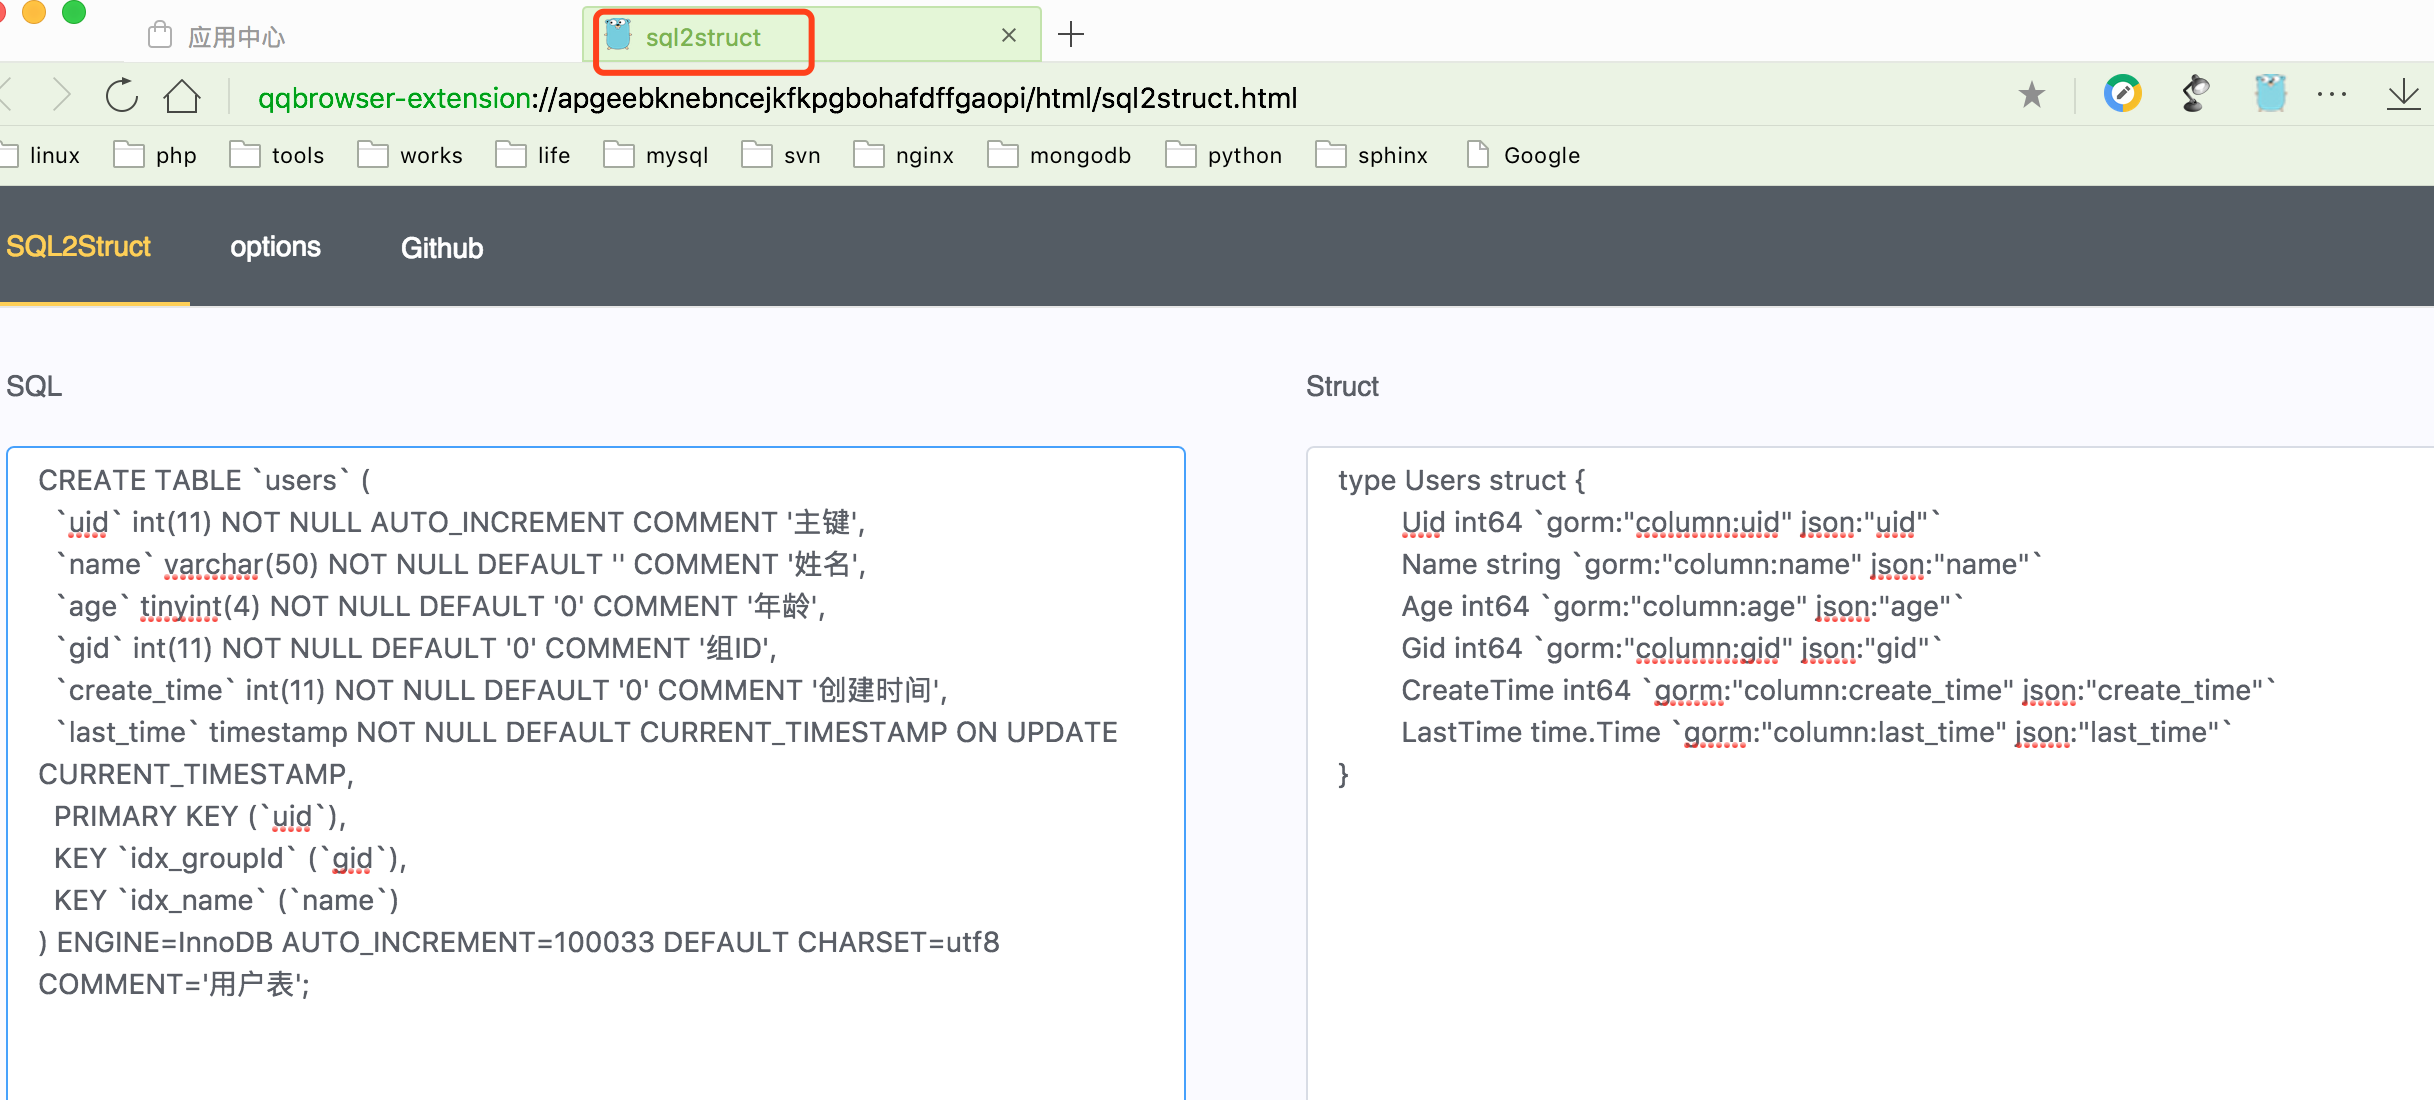 应用中心
sql2struct
qqbrowser-extension://apgeebknebncejkfkpgbohafdffgaopi/html/sql2struct.html
linux php tools works life mysql svn nginx mongodb python sphinx Google
SQL2Struct options Github
SQL
CREATE TABLE `users` (
`uid` int(11) NOT NULL AUTO_INCREMENT COMMENT '主键',
`name` varchar(50) NOT NULL DEFAULT '' COMMENT '姓名',
`age` tinyint(4) NOT NULL DEFAULT '0' COMMENT '年龄',
`gid` int(11) NOT NULL DEFAULT '0' COMMENT '组ID',
`create_time` int(11) NOT NULL DEFAULT '0' COMMENT '创建时间',
`last_time` timestamp NOT NULL DEFAULT CURRENT_TIMESTAMP ON UPDATE
CURRENT_TIMESTAMP,
PRIMARY KEY (`uid`),
KEY `idx_groupId` (`gid`),
KEY `idx_name` (`name`)
) ENGINE=InnoDB AUTO_INCREMENT=100033 DEFAULT CHARSET=utf8
COMMENT='用户表';
Struct
type Users struct {
Uid int64 `gorm:"column:uid" json:"uid"`
Name string `gorm:"column:name" json:"name"`
Age int64 `gorm:"column:age" json:"age"`
Gid int64 `gorm:"column:gid" json:"gid"`
CreateTime int64 `gorm:"column:create_time" json:"create_time"`
LastTime time.Time `gorm:"column:last_time" json:"last_time"`
}